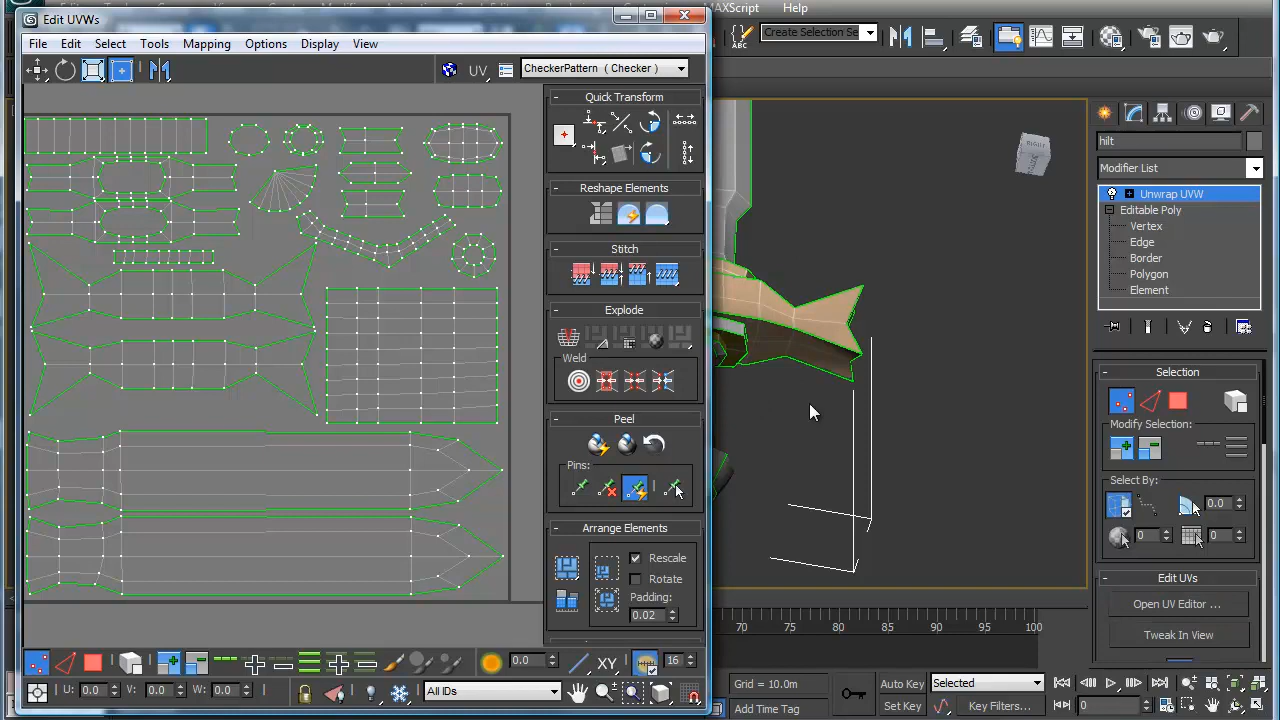 Edit UVWs
MAXScript
Help
File Edit Select Tools Mapping Options Display View
Create Selection Se
UV
CheckerPattern ( Checker )
Quick Transform
Reshape Elements
Stitch
Explode
Weld
Peel
Pins:
Arrange Elements
Rescale
Rotate
Padding:
0.02
0.0
XY
16
U: 0.0 V: 0.0 W: 0.0
All IDs
RIGHT
hilt
Modifier List
Unwrap UVW
Editable Poly
Vertex
Edge
Border
Polygon
Element
Selection
Modify Selection:
Select By:
0.0
0
0
Edit UVs
Open UV Editor ...
Tweak In View
70 75 80 85 90 95 100
Grid = 10.0m
Add Time Tag
Auto Key
Selected
Set Key
Key Filters...
0